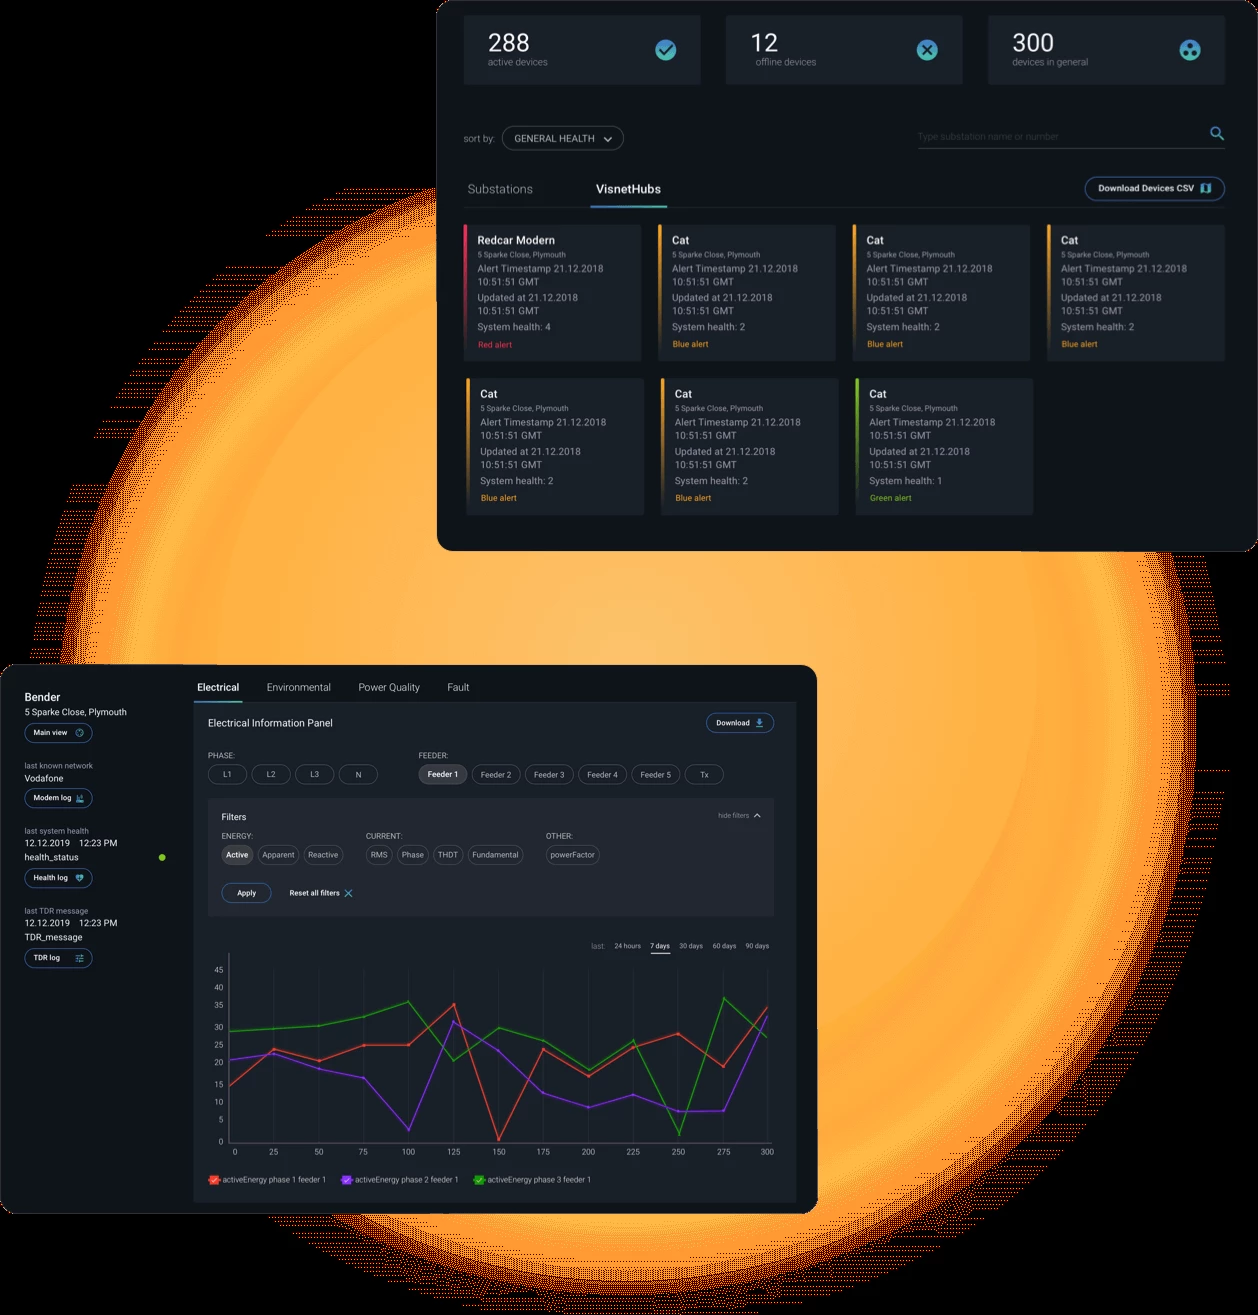 288
active devices
12
offline devices
300
devices in general
sort by: GENERAL HEALTH
Type substation name or number
Substations VisnetHubs Download Devices CSV
Redcar Modern
5 Sparke Close, Plymouth
Alert Timestamp 21.12.2018
10:51:51 GMT
Updated at 21.12.2018
10:51:51 GMT
System health: 4
Red alert
Cat
5 Sparke Close, Plymouth
Alert Timestamp 21.12.2018
10:51:51 GMT
Updated at 21.12.2018
10:51:51 GMT
System health: 2
Blue alert
Cat
5 Sparke Close, Plymouth
Alert Timestamp 21.12.2018
10:51:51 GMT
Updated at 21.12.2018
10:51:51 GMT
System health: 2
Blue alert
Cat
5 Sparke Close, Plymouth
Alert Timestamp 21.12.2018
10:51:51 GMT
Updated at 21.12.2018
10:51:51 GMT
System health: 2
Blue alert
Cat
5 Sparke Close, Plymouth
Alert Timestamp 21.12.2018
10:51:51 GMT
Updated at 21.12.2018
10:51:51 GMT
System health: 2
Blue alert
Cat
5 Sparke Close, Plymouth
Alert Timestamp 21.12.2018
10:51:51 GMT
Updated at 21.12.2018
10:51:51 GMT
System health: 2
Blue alert
Cat
5 Sparke Close, Plymouth
Alert Timestamp 21.12.2018
10:51:51 GMT
Updated at 21.12.2018
10:51:51 GMT
System health: 1
Green alert
Bender
5 Sparke Close, Plymouth
Main view
last known network
Vodafone
Modem log
last system health
12.12.2019 12:23 PM
health_status
Health log
last TDR message
12.12.2019 12:23 PM
TDR_message
TDR log
Electrical Environmental Power Quality Fault
Electrical Information Panel Download
PHASE: FEEDER:
L1 L2 L3 N Feeder 1 Feeder 2 Feeder 3 Feeder 4 Feeder 5 Tx
Filters hide filters
ENERGY: CURRENT: OTHER:
Active Apparent Reactive RMS Phase THDT Fundamental powerFactor
Apply Reset all filters
last: 24 hours 7 days 30 days 60 days 90 days
45
40
35
30
25
20
15
10
5
0
0 25 50 75 100 125 150 175 200 225 250 275 300
activeEnergy phase 1 feeder 1 activeEnergy phase 2 feeder 1 activeEnergy phase 3 feeder 1